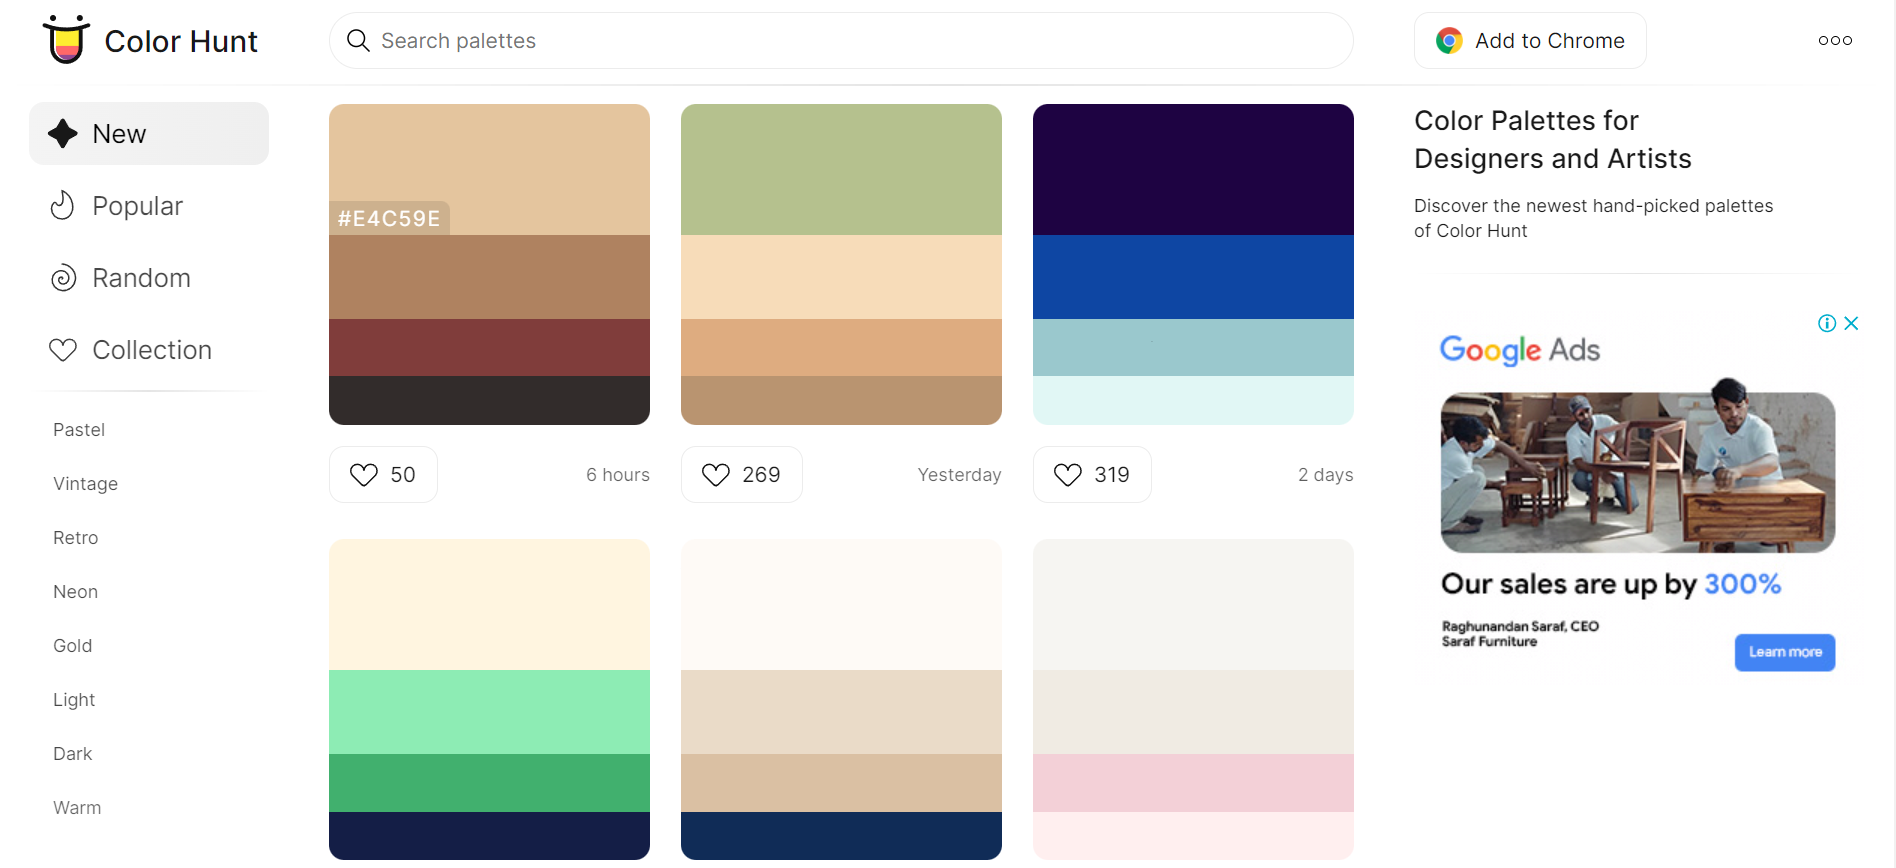 Color Hunt
Search palettes
Add to Chrome
New
Popular
Random
Collection
Pastel
Vintage
Retro
Neon
Gold
Light
Dark
Warm
#E4C59E
50
6 hours
269
Yesterday
319
2 days
Color Palettes for
Designers and Artists
Discover the newest hand-picked palettes
of Color Hunt
Google Ads
Our sales are up by 300%
Raghunandan Saraf, CEO
Saraf Furniture
Learn more